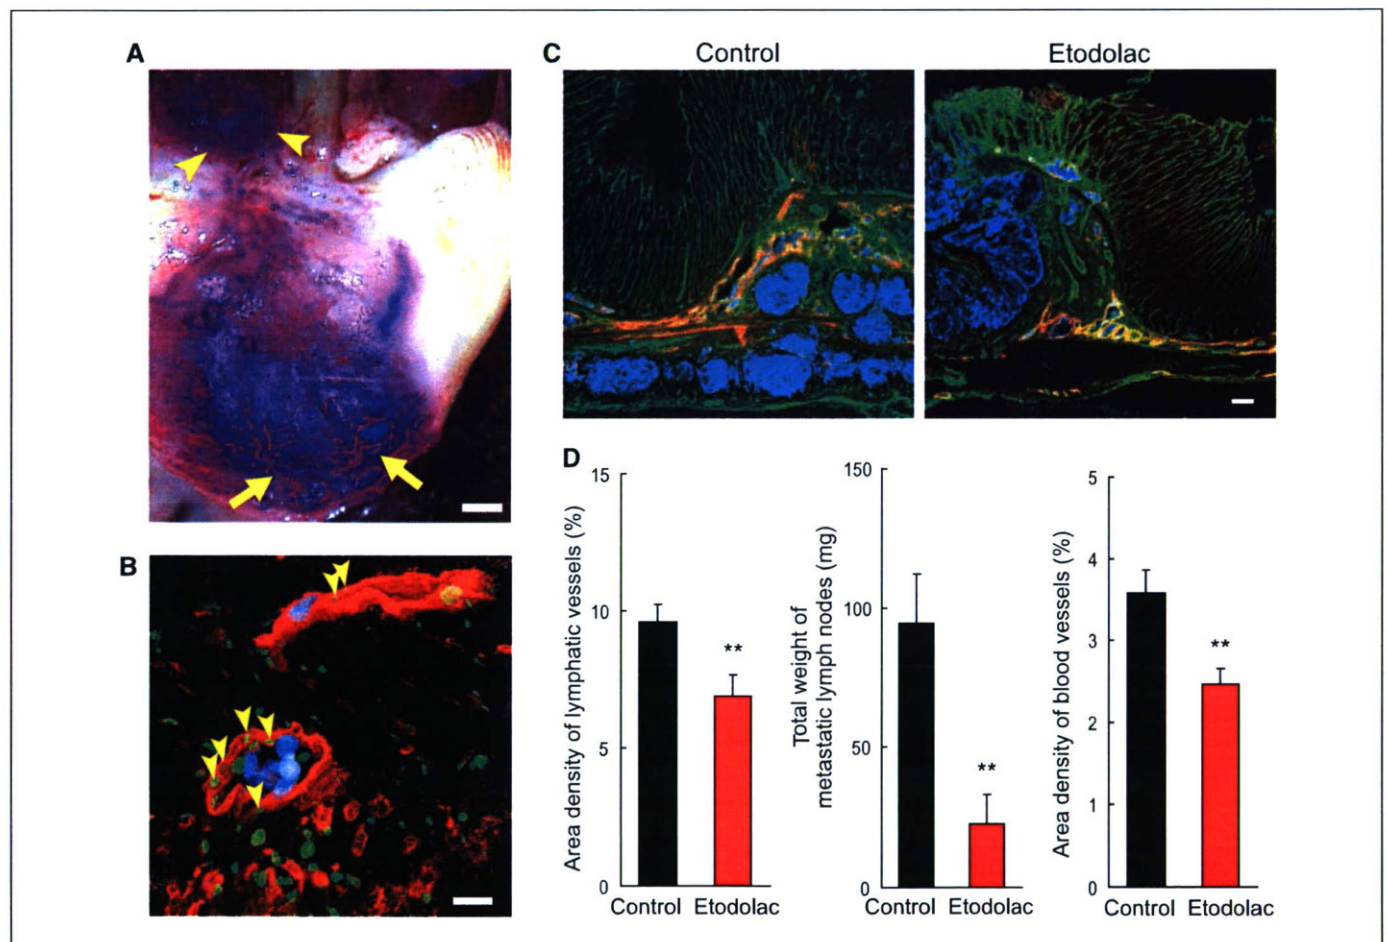 A
C
Control
Etodolac
B
D
Area density of lymphatic vessels (%)
15
10
5
0
**
Control Etodolac
Total weight of
metastatic lymph nodes (mg)
150
100
50
0
**
Control Etodolac
Area density of blood vessels (%)
5
4
3
2
1
0
**
Control Etodolac